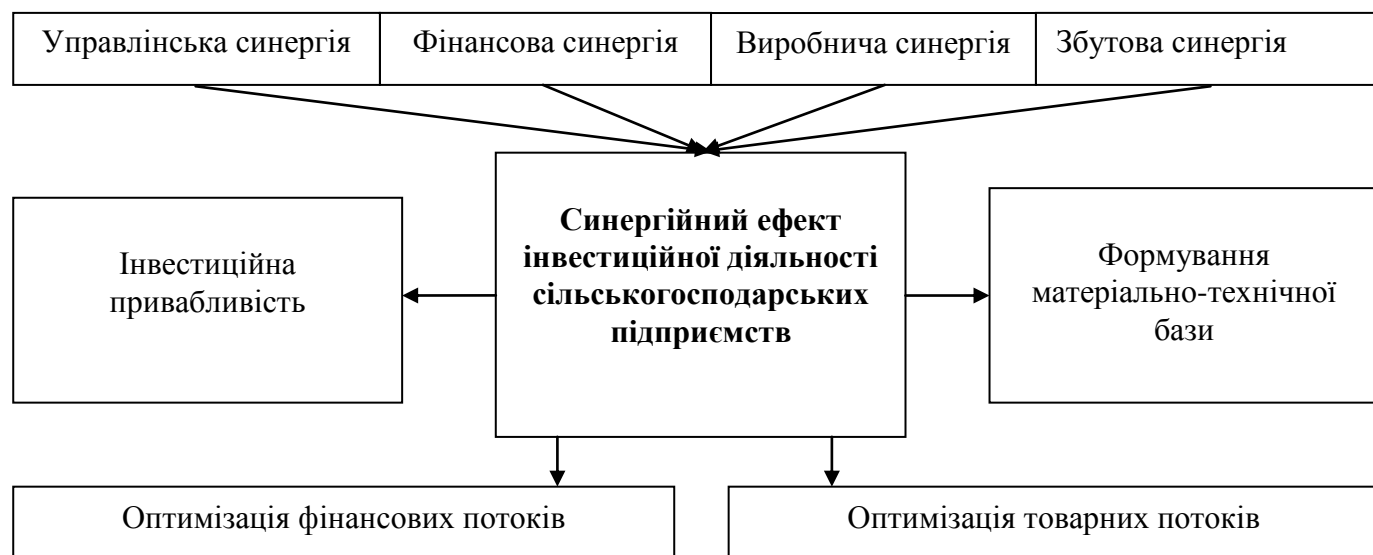 Управлінська синергія
Фінансова синергія
Виробнича синергія
Збутова синергія
Інвестиційна
привабливість
Синергійний ефект
інвестиційної діяльності
сільськогосподарських
підприємств
Формування
матеріально-технічної
бази
Оптимізація фінансових потоків
Оптимізація товарних потоків